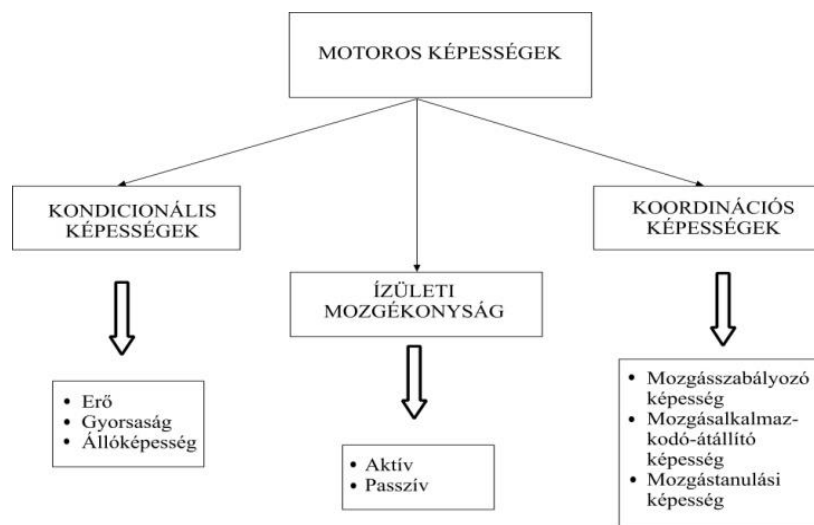 MOTOROS KÉPESSÉGEK
KONDICIONÁLIS
KÉPESSÉGEK
ÍZÜLETI
MOZGÉKONYSÁG
KOORDINÁCIÓS
KÉPESSÉGEK
• Erő
• Gyorsaság
• Állóképesség
• Aktív
• Passzív
• Mozgásszabályozó
képesség
• Mozgásalkalmaz-
kodó-átállító
képesség
• Mozgástanulási
képesség